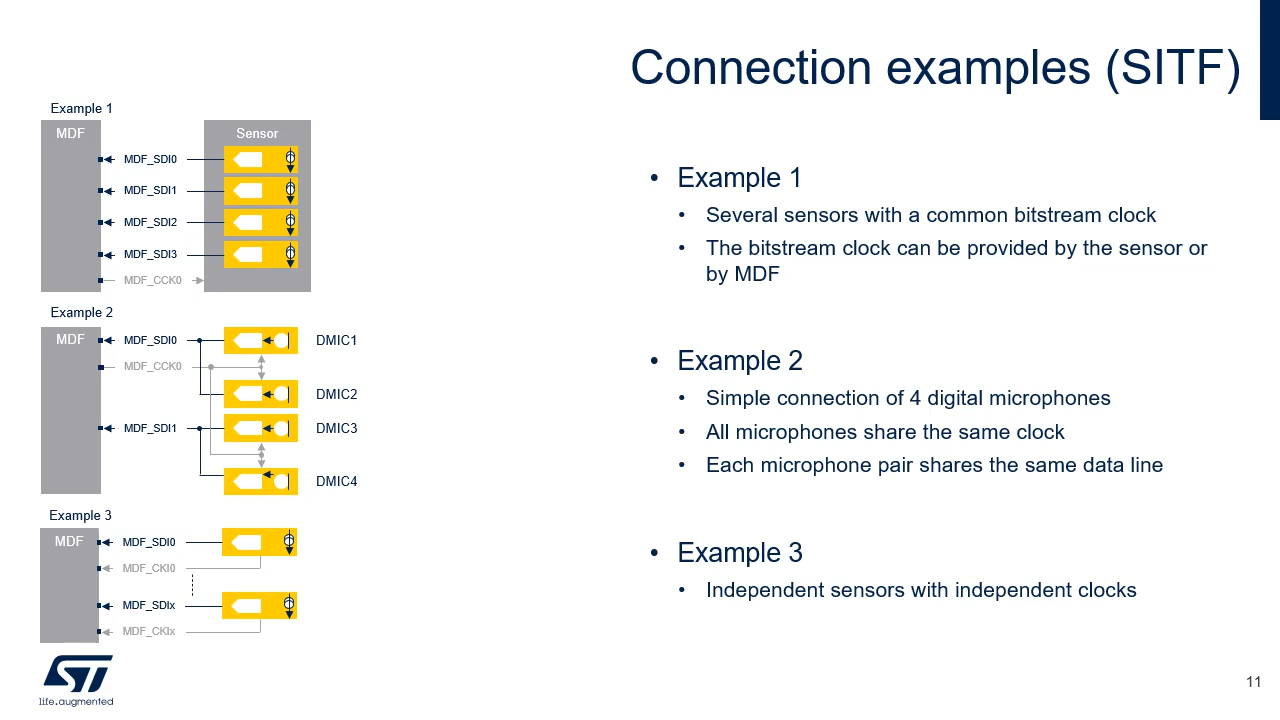 Connection examples (SITF)
Example 1
MDF
Sensor
MDF_SDI0
MDF_SDI1
MDF_SDI2
MDF_SDI3
MDF_CCK0
Example 2
MDF
MDF_SDI0
DMIC1
MDF_CCK0
DMIC2
MDF_SDI1
DMIC3
DMIC4
Example 3
MDF
MDF_SDI0
MDF_CKI0
MDF_SDIx
MDF_CKIx
• Example 1
• Several sensors with a common bitstream clock
• The bitstream clock can be provided by the sensor or
by MDF
• Example 2
• Simple connection of 4 digital microphones
• All microphones share the same clock
• Each microphone pair shares the same data line
• Example 3
• Independent sensors with independent clocks
ST
life.augmented
11